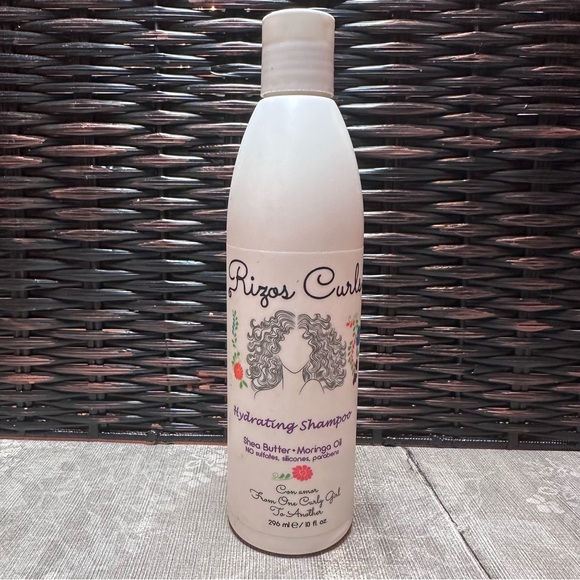 Rizos Curls
Hydrating Shampoo
Shea Butter • Moringa Oil
NO sulfates, silicones, parabens
Con amor
From One Curly Girl
To Another
296 ml e / 10 fl. oz.